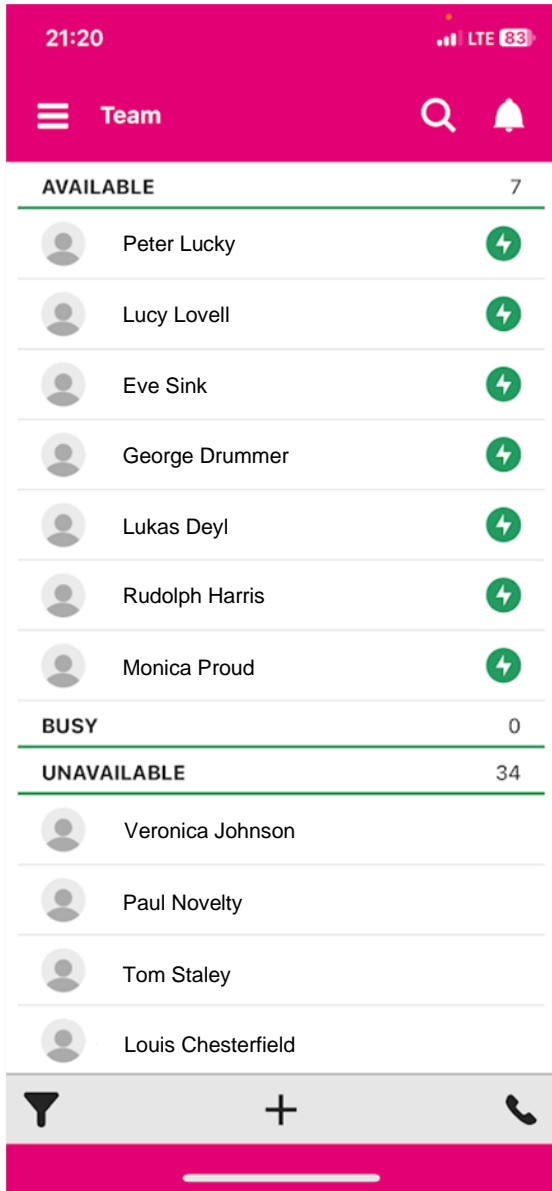 21:20 LTE 83
Team
AVAILABLE 7
Peter Lucky
Lucy Lovell
Eve Sink
George Drummer
Lukas Deyl
Rudolph Harris
Monica Proud
BUSY 0
UNAVAILABLE 34
Veronica Johnson
Paul Novelty
Tom Staley
Louis Chesterfield